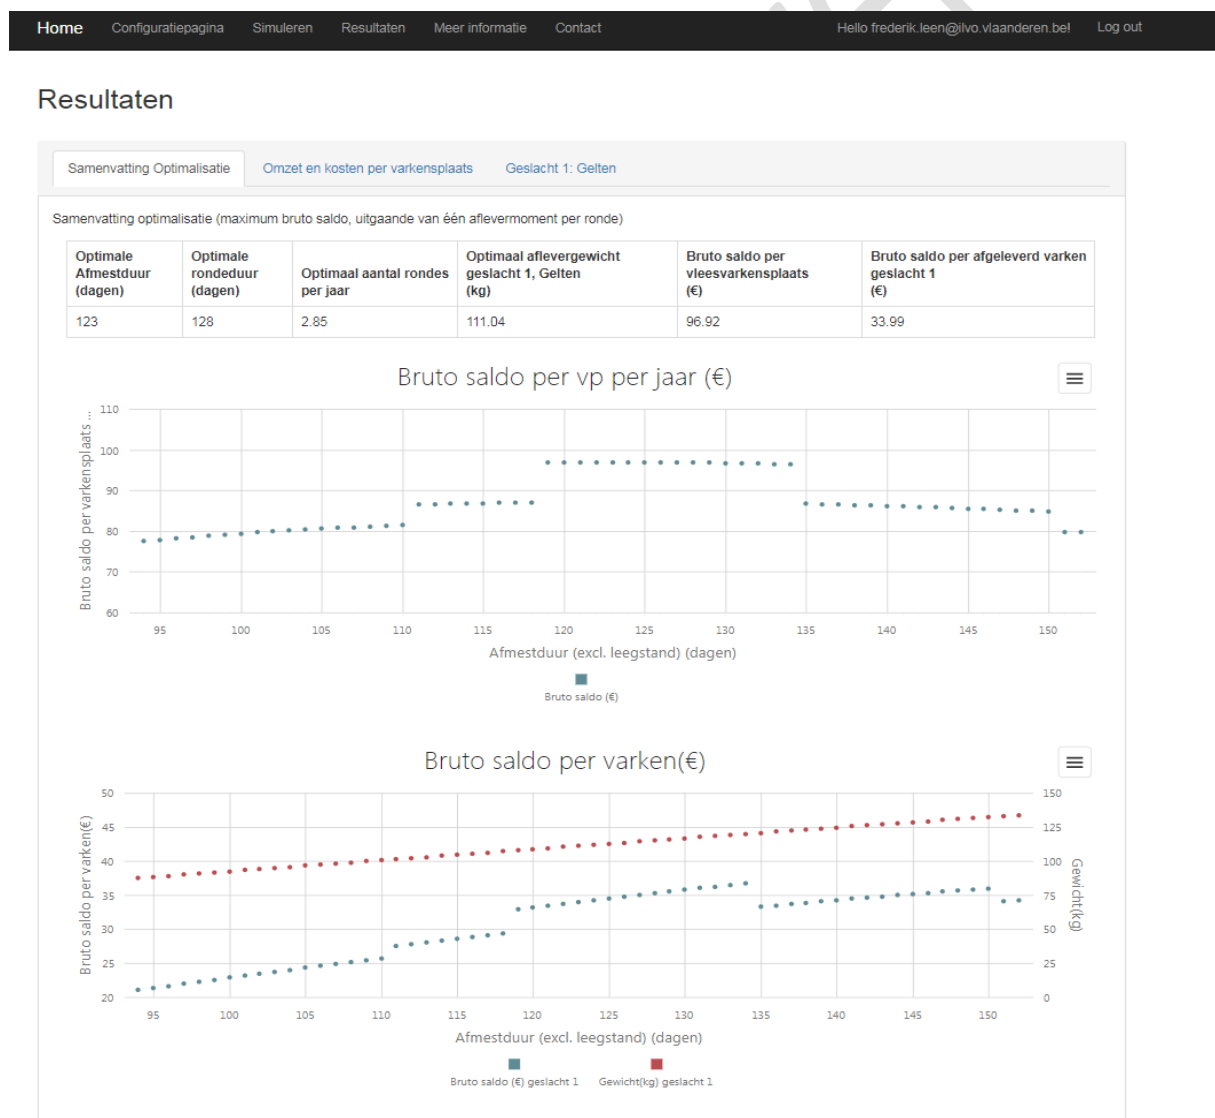 Home Configuratiepagina Simuleren Resultaten Meer informatie Contact Hello frederik.leen@ilvo.vlaanderen.be! Log out
Resultaten
Samenvatting Optimalisatie Omzet en kosten per varkensplaats Geslacht 1: Gelten
Samenvatting optimalisatie (maximum bruto saldo, uitgaande van één aflevermoment per ronde)
Optimale Afmestduur (dagen) Optimale rondeduur (dagen) Optimaal aantal rondes per jaar Optimaal aflevergewicht geslacht 1, Gelten (kg) Bruto saldo per vleesvarkensplaats (€) Bruto saldo per afgeleverd varken geslacht 1 (€)
123 128 2.85 111.04 96.92 33.99
Bruto saldo per vp per jaar (€)
Bruto saldo per varkensplaats ...
110
100
90
80
70
60
95 100 105 110 115 120 125 130 135 140 145 150
Afmestduur (excl. leegstand) (dagen)
Bruto saldo (€)
Bruto saldo per varken(€)
Bruto saldo per varken(€)
50 150
45 125
40 100
35 75
30 50
25 25
20 0
Gewicht(kg)
95 100 105 110 115 120 125 130 135 140 145 150
Afmestduur (excl. leegstand) (dagen)
Bruto saldo (€) geslacht 1 Gewicht(kg) geslacht 1